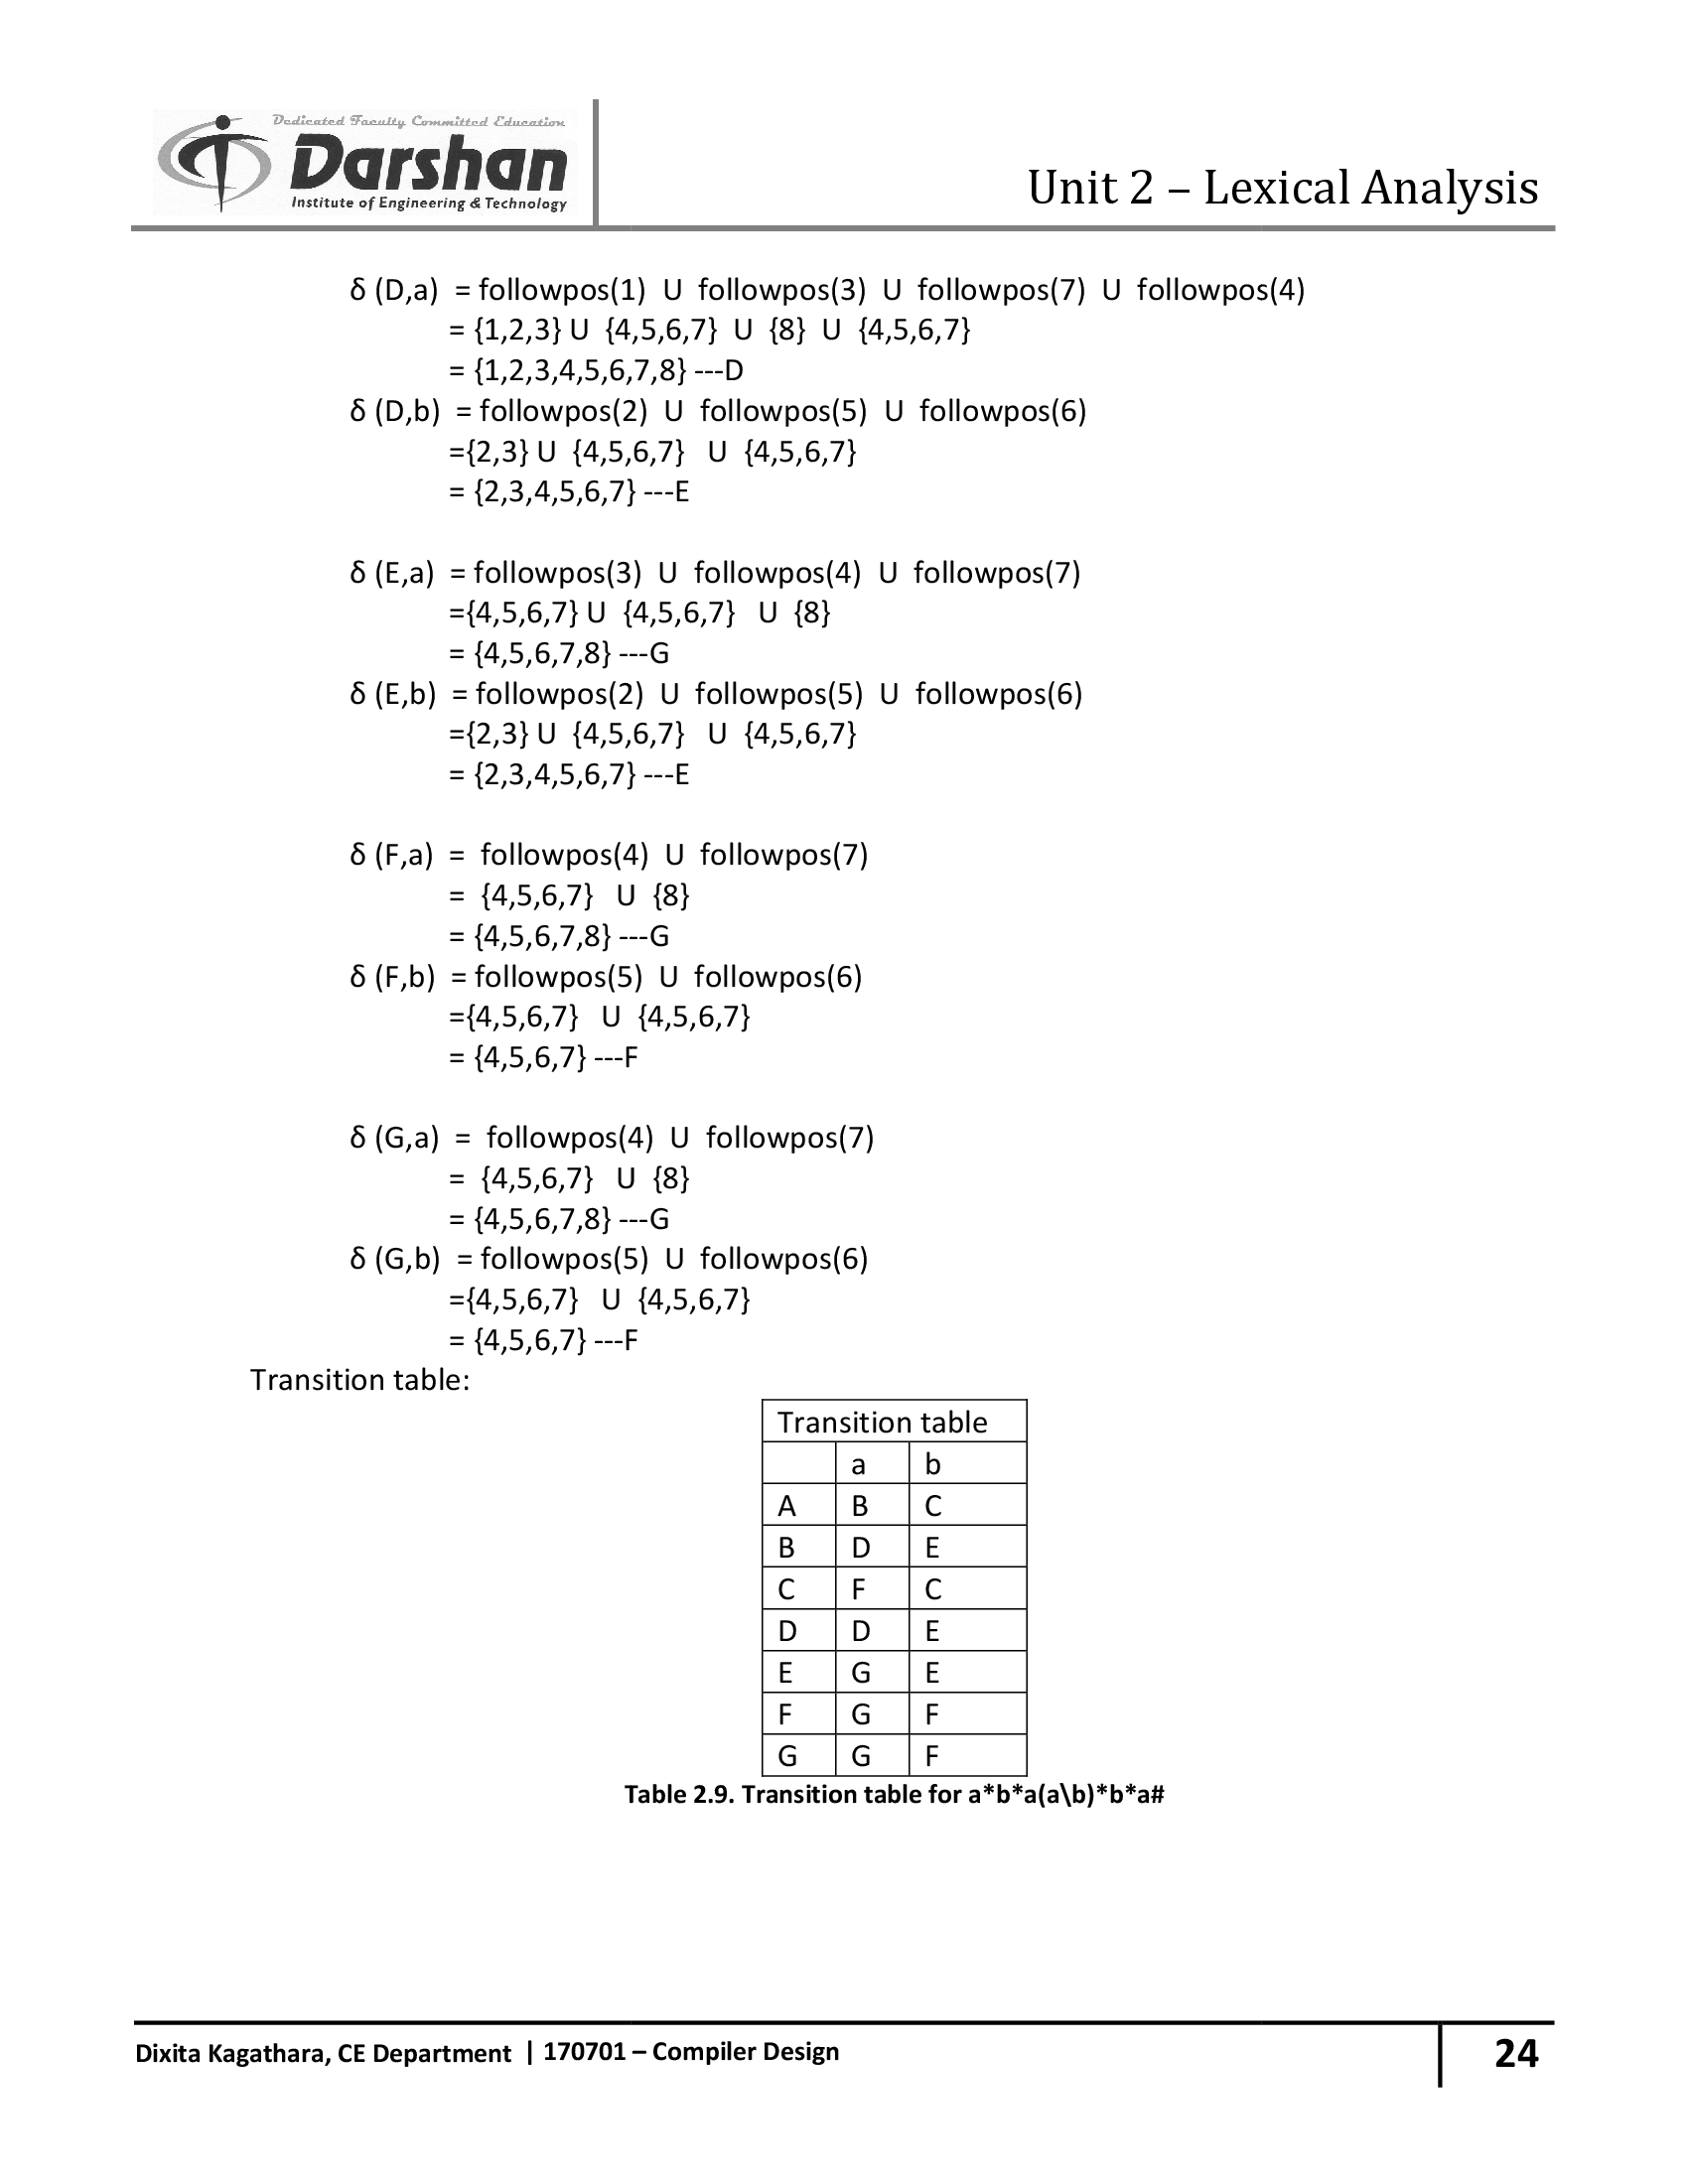 Dedicated Faculty Committed Education
Darshan
Institute of Engineering & Technology
Unit 2 – Lexical Analysis
δ (D,a) = followpos(1) U followpos(3) U followpos(7) U followpos(4)
= {1,2,3} U {4,5,6,7} U {8} U {4,5,6,7}
= {1,2,3,4,5,6,7,8} ---D
δ (D,b) = followpos(2) U followpos(5) U followpos(6)
={2,3} U {4,5,6,7} U {4,5,6,7}
= {2,3,4,5,6,7} ---E
δ (E,a) = followpos(3) U followpos(4) U followpos(7)
={4,5,6,7} U {4,5,6,7} U {8}
= {4,5,6,7,8} ---G
δ (E,b) = followpos(2) U followpos(5) U followpos(6)
={2,3} U {4,5,6,7} U {4,5,6,7}
= {2,3,4,5,6,7} ---E
δ (F,a) = followpos(4) U followpos(7)
= {4,5,6,7} U {8}
= {4,5,6,7,8} ---G
δ (F,b) = followpos(5) U followpos(6)
={4,5,6,7} U {4,5,6,7}
= {4,5,6,7} ---F
δ (G,a) = followpos(4) U followpos(7)
= {4,5,6,7} U {8}
= {4,5,6,7,8} ---G
δ (G,b) = followpos(5) U followpos(6)
={4,5,6,7} U {4,5,6,7}
= {4,5,6,7} ---F
Transition table:
Transition table
a b
A B C
B D E
C F C
D D E
E G E
F G F
G G F
Table 2.9. Transition table for a*b*a(a\b)*b*a#
Dixita Kagathara, CE Department | 170701 – Compiler Design
24